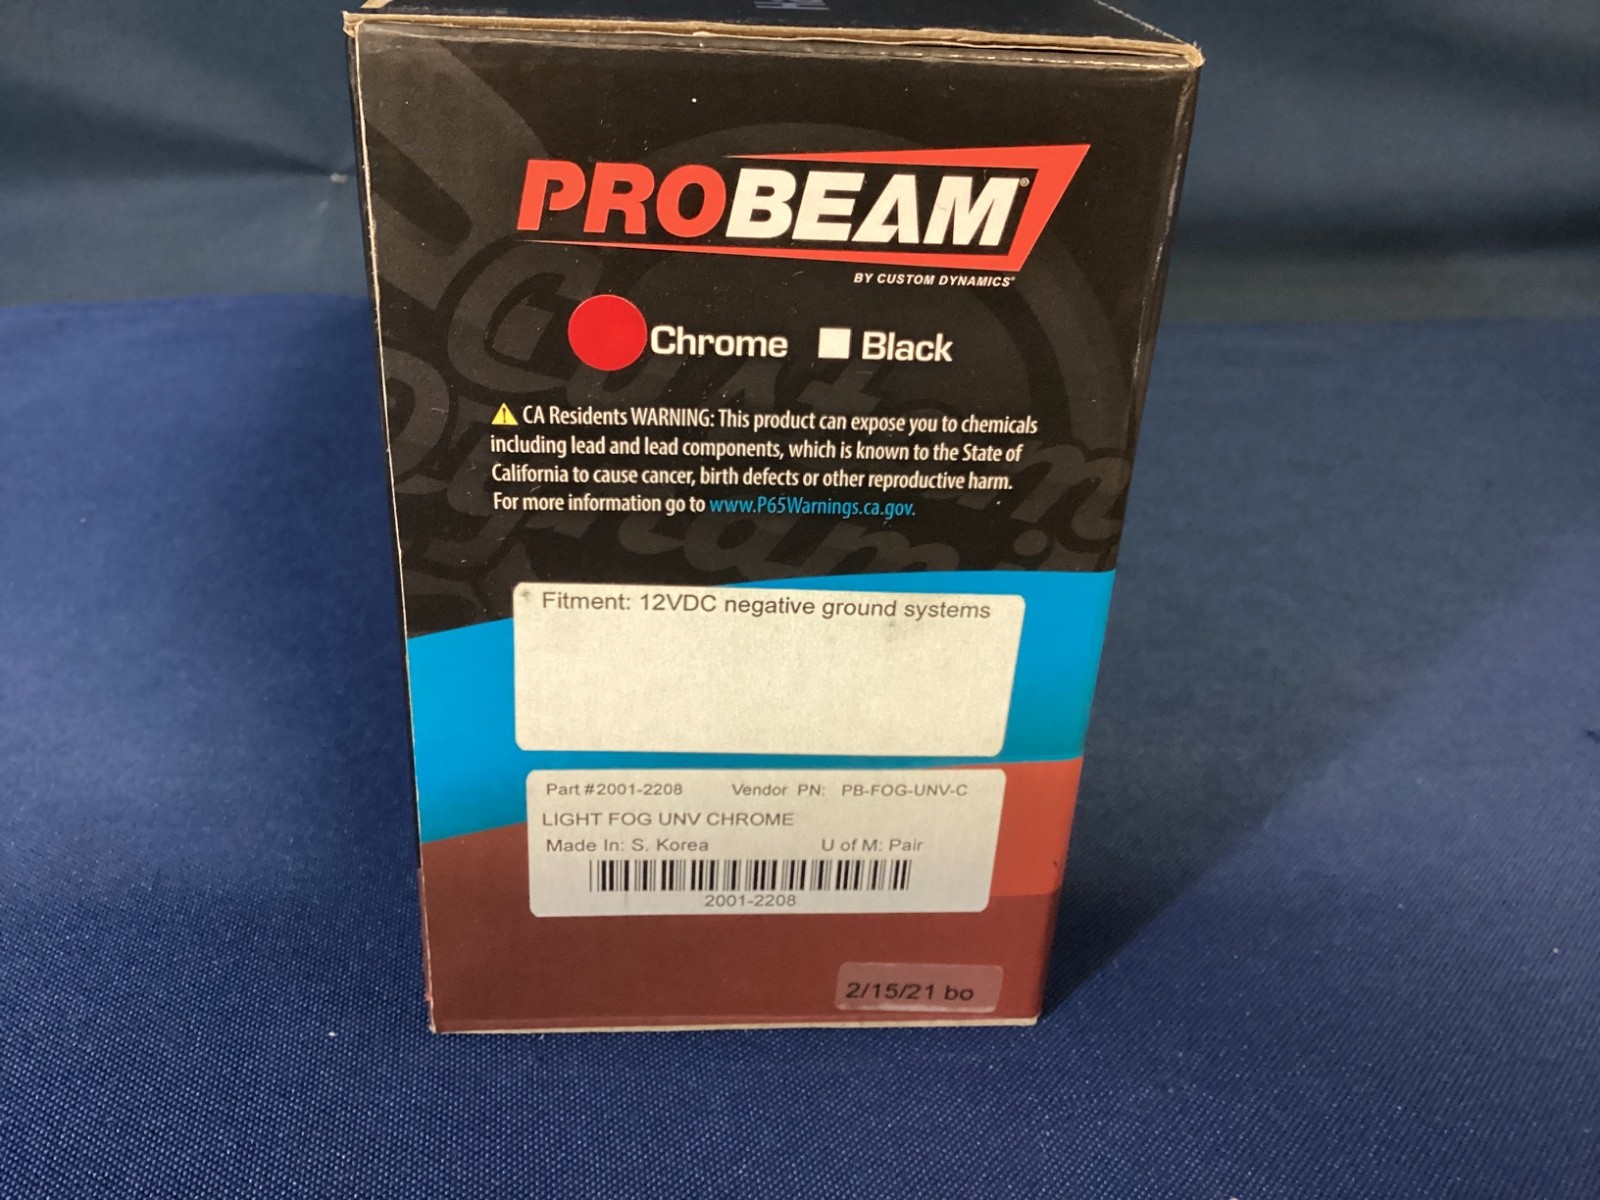 PROBEAM®
BY CUSTOM DYNAMICS®
Chrome Black
CA Residents WARNING: This product can expose you to chemicals
including lead and lead components, which is known to the State of
California to cause cancer, birth defects or other reproductive harm.
For more information go to www.P65Warnings.ca.gov.
Custom
Dynamics
Fitment: 12VDC negative ground systems
Part #2001-2208 Vendor PN: PB-FOG-UNV-C
LIGHT FOG UNV CHROME
Made In: S. Korea U of M: Pair
2001-2208
2/15/21 bo